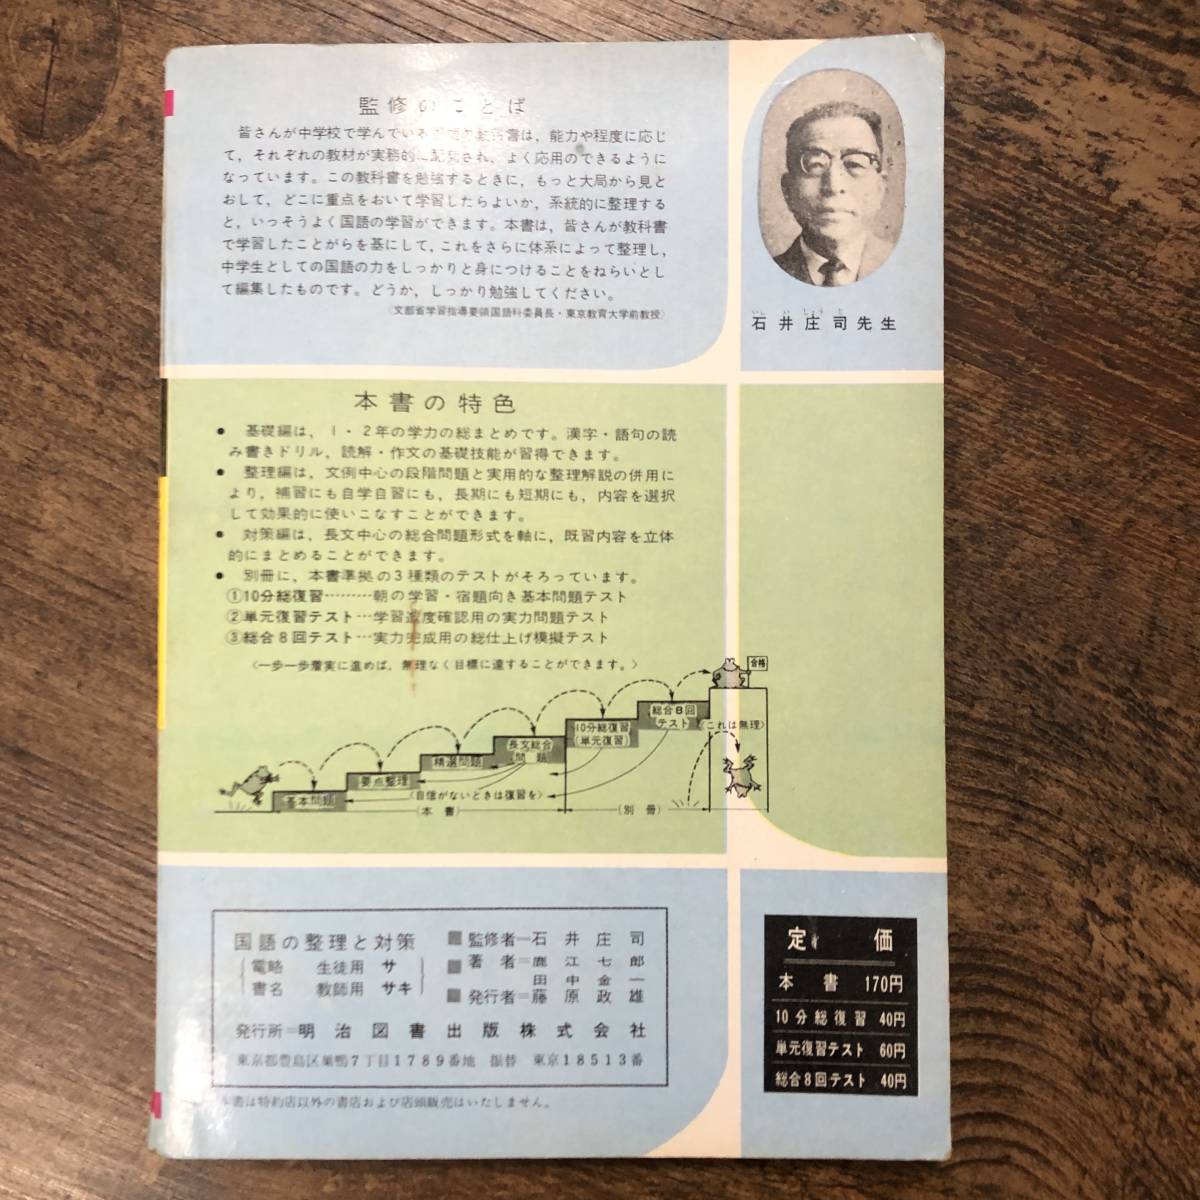 監修のことば
皆さんが中学校で学んでいる 書は，能力や程度に応じ
て，それぞれの教材が実務的に配列され，よく応用のできるように
なっています。この教科書を勉強するときに，もっと大局から見と
おして，どこに重点をおいて学習したらよいか，系統的に整理する
と，いっそうよく国語の学習ができます。本書は，皆さんが教科書
で学習したことがらを基にして，これをさらに体系によって整理し，
中学生としての国語の力をしっかりと身につけることをねらいとし
て編集したものです。どうか，しっかり勉強してください。
〈文部省学習指導要領国語科委員長・東京教育大学前教授〉
いし い しょう じ
石井庄司先生
本書の特色
● 基礎編は，1・2年の学力の総まとめです。漢字・語句の読
み書きドリル，読解・作文の基礎技能が習得できます。
● 整理編は，文例中心の段階問題と実用的な整理解説の併用に
より，補習にも自学自習にも，長期にも短期にも，内容を選択
して効果的に使いこなすことができます。
● 対策編は，長文中心の総合問題形式を軸に，既習内容を立体
的にまとめることができます。
● 別冊に，本書準拠の3種類のテストがそろっています。
①10分総復習………朝の学習・宿題向き基本問題テスト
②単元復習テスト…学習進度確認用の実力問題テスト
③総合8回テスト…実力完成用の総仕上げ模擬テスト
〈一歩一歩着実に進めば，無理なく目標に達することができます。〉
合格
総合8回
テスト
〈これは無理〉
10分総復習
(単元復習)
長文総合
問題
精選問題
要点整理
基本問題
〈自信がないときは復習を〉
(本書)
(別冊)
国語の整理と対策
電略 生徒用 サ
書名 教師用 サキ
■監修者＝石井庄司
■著者＝鹿江七郎
田中金一
■発行者＝藤原政雄
発行所＝明治図書出版株式会社
東京都豊島区巣鴨7丁目1789番地 振替 東京18513番
本書は特約店以外の書店および店頭販売はいたしません。
定価
本書 170円
10分総復習 40円
単元復習テスト 60円
総合8回テスト 40円